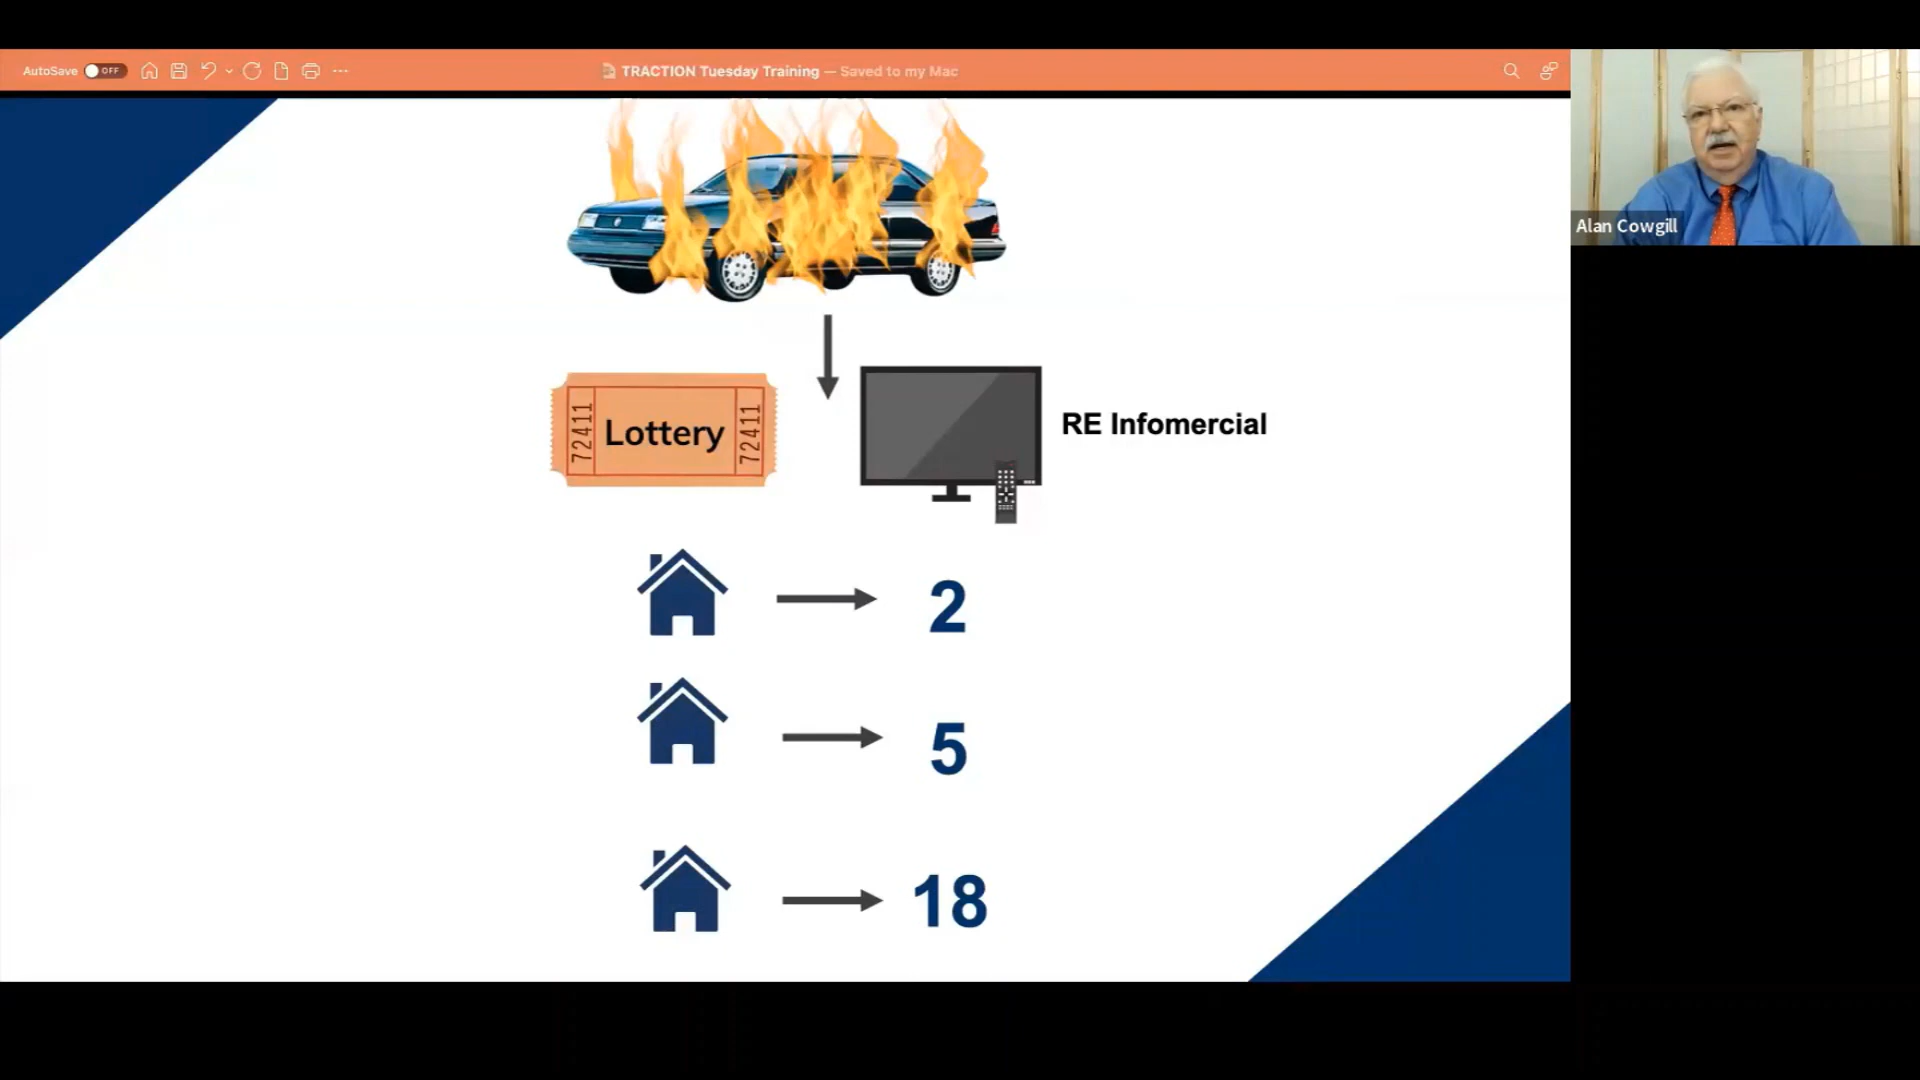 AutoSave OFF
TRACTION Tuesday Training — Saved to my Mac
Alan Cowgill
72411 Lottery 72411
RE Infomercial
2
5
18